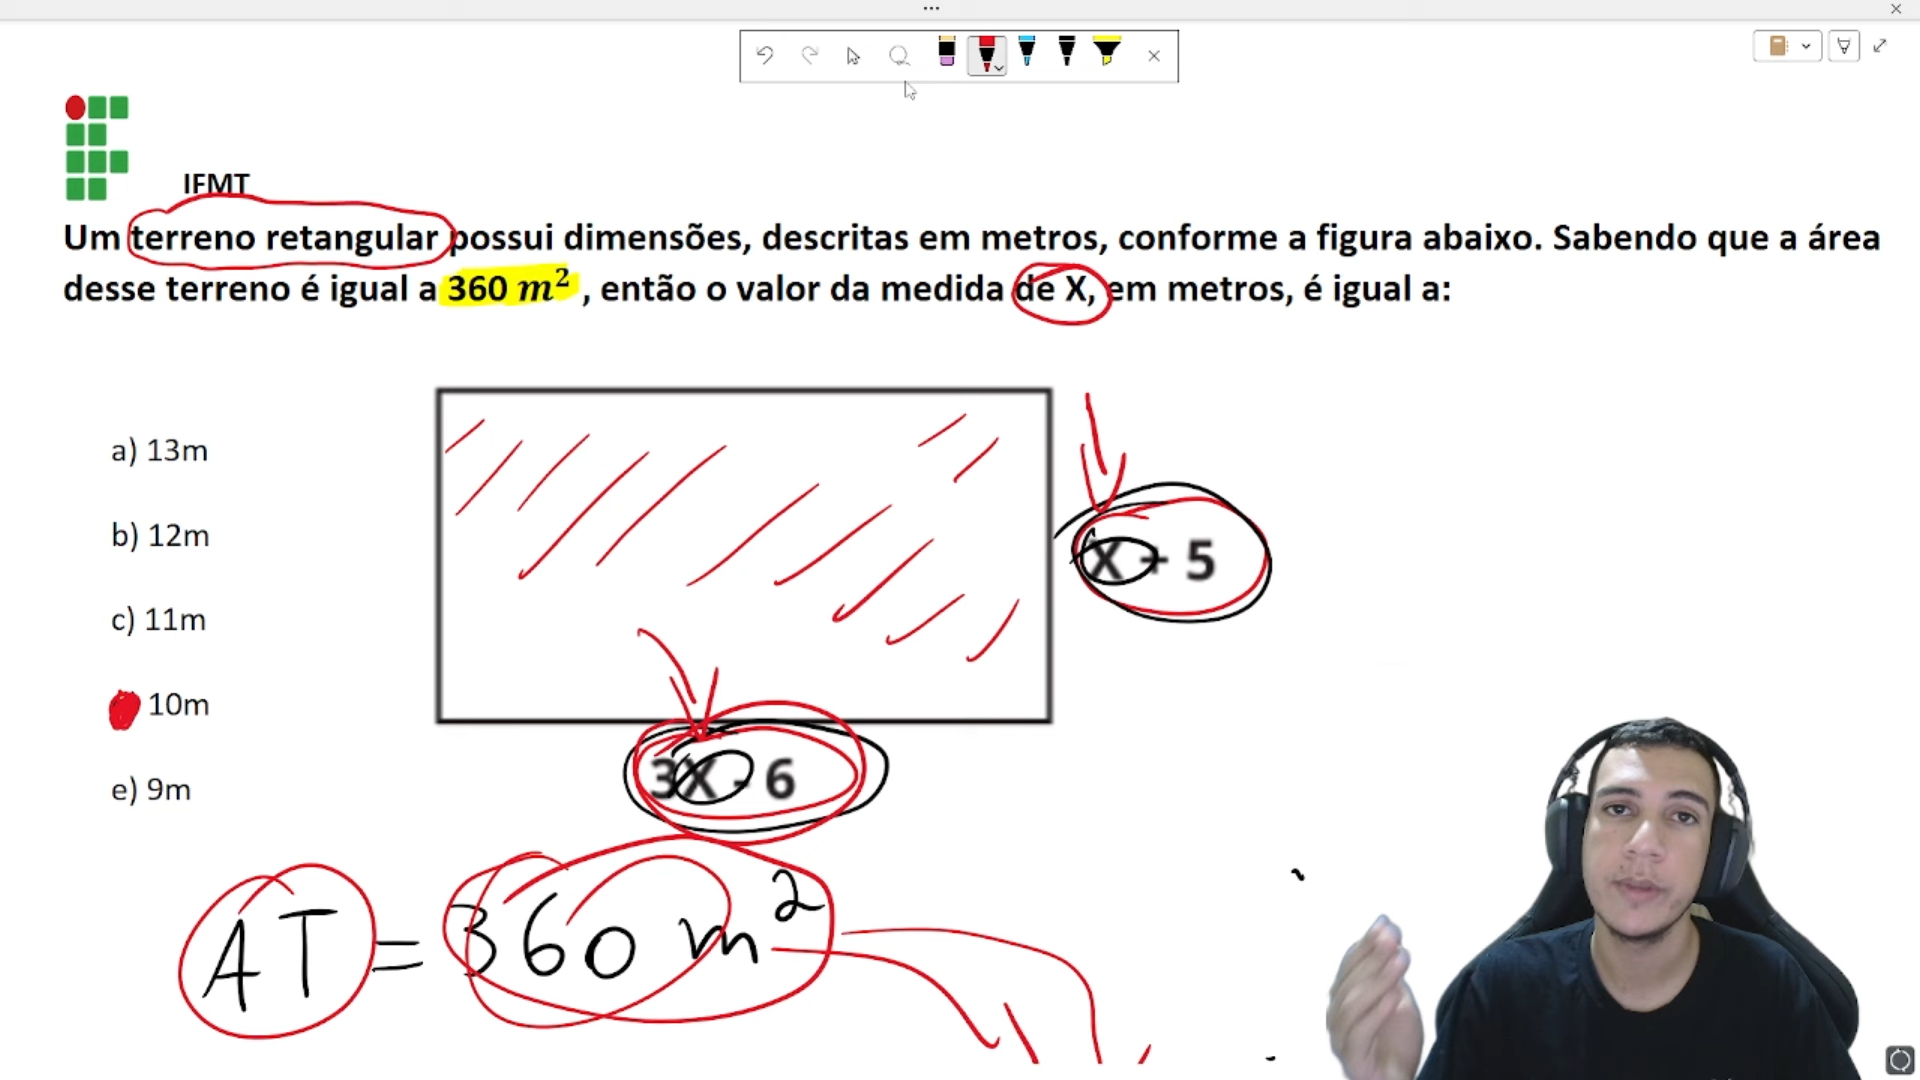 IFMT
Um terreno retangular possui dimensões, descritas em metros, conforme a figura abaixo. Sabendo que a área
desse terreno é igual a 360 m² , então o valor da medida de X, em metros, é igual a:
a) 13m
b) 12m
c) 11m
10m
e) 9m
X + 5
3X - 6
AT = 360 m²